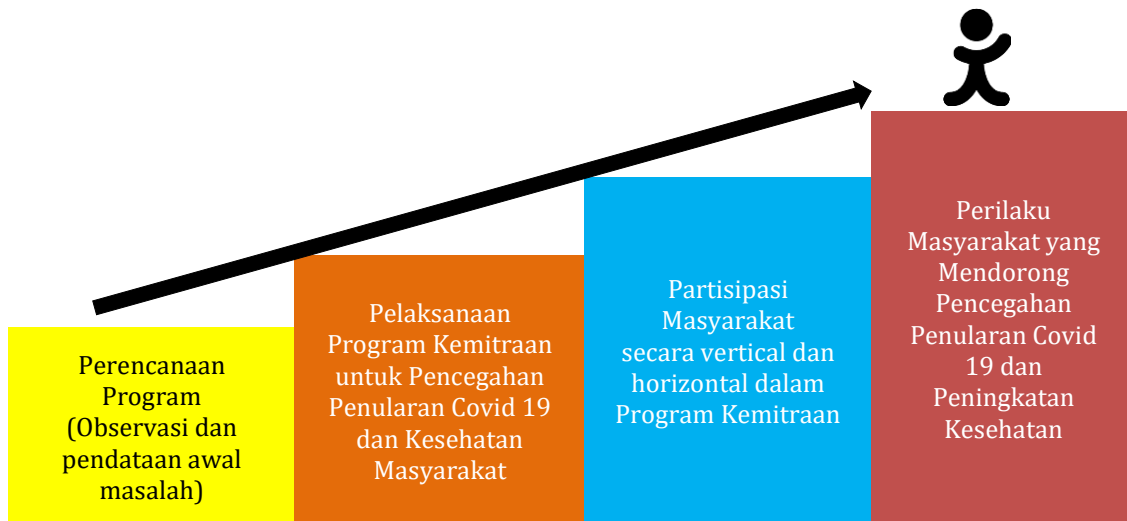 Perencanaan
Program
(Observasi dan
pendataan awal
masalah)
Pelaksanaan
Program Kemitraan
untuk Pencegahan
Penularan Covid 19
dan Kesehatan
Masyarakat
Partisipasi
Masyarakat
secara vertical dan
horizontal dalam
Program Kemitraan
Perilaku
Masyarakat yang
Mendorong
Pencegahan
Penularan Covid
19 dan
Peningkatan
Kesehatan